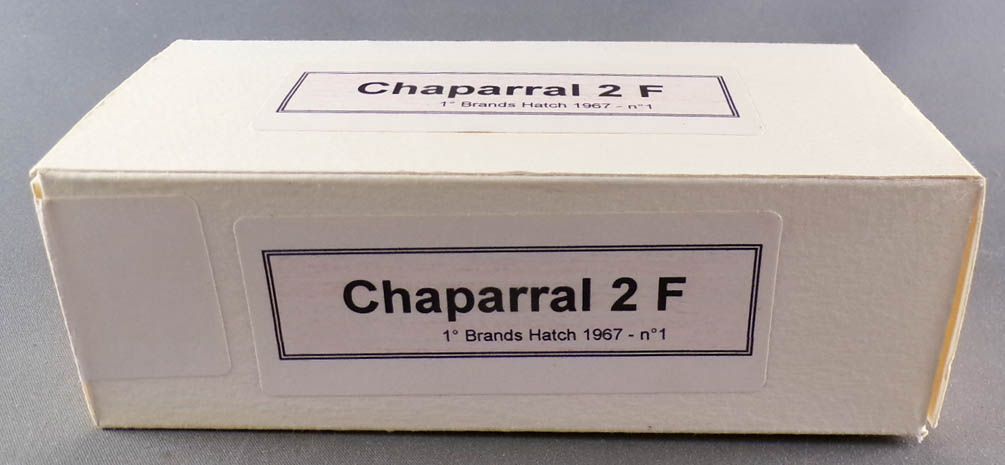 Chaparral 2 F
1° Brands Hatch 1967 - n°1
Chaparral 2 F
1° Brands Hatch 1967 - n°1